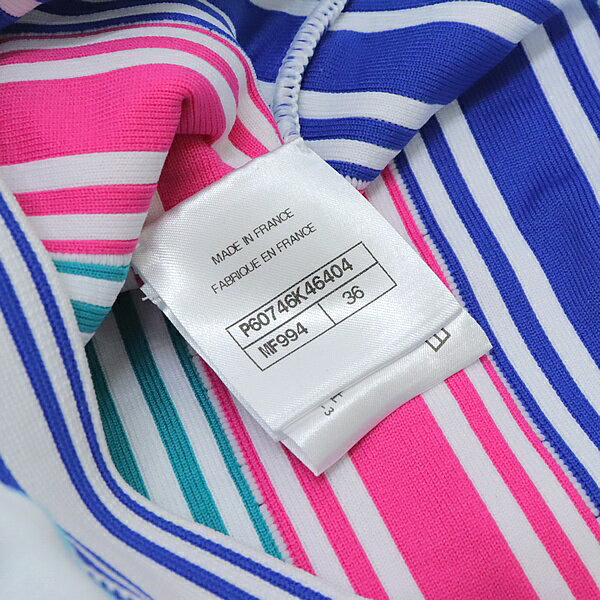 MADE IN FRANCE
FABRIQUE EN FRANCE
P60746K46404
MF994 36